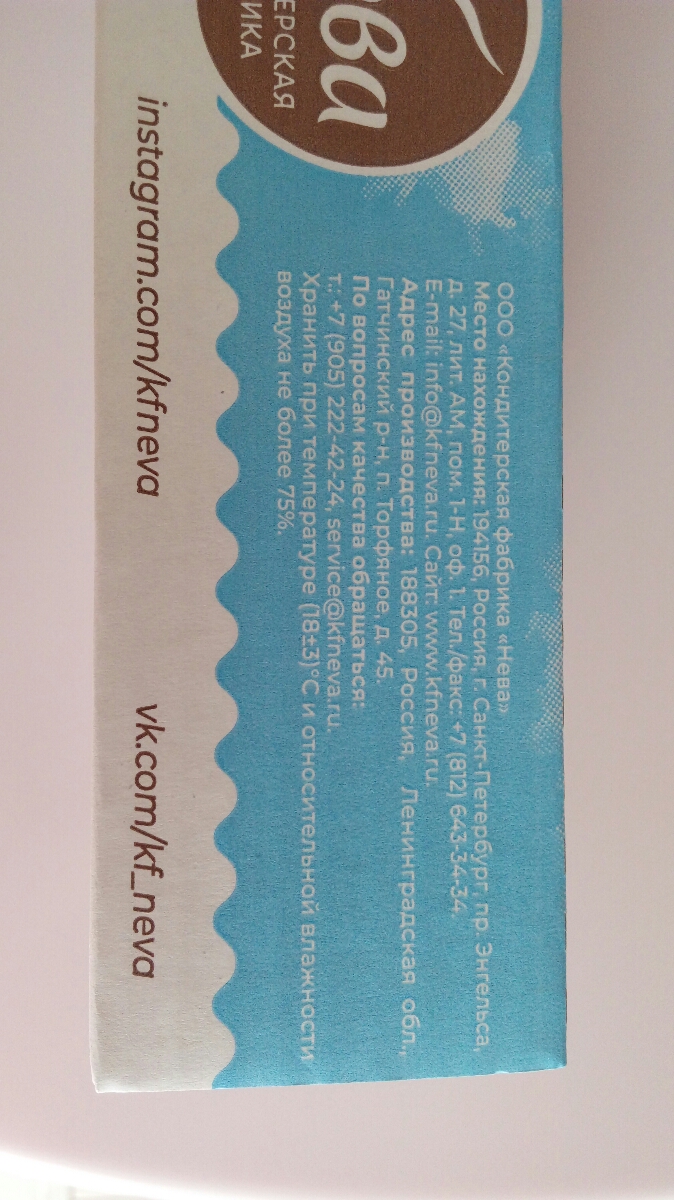 ова
ЕРСКАЯ
ИКА
ООО «Кондитерская фабрика «Нева»
Место нахождения: 194156, Россия, г. Санкт-Петербург, пр. Энгельса,
д. 27, лит. АМ, пом. 1-Н, оф. 1. Тел./факс: +7 (812) 643-34-34.
E-mail: info@kfneva.ru. Сайт: www.kfneva.ru.
Адрес производства: 188305, Россия, Ленинградская обл.,
Гатчинский р-н, п. Торфяное, д. 45.
По вопросам качества обращаться:
т.: +7 (905) 222-42-24, service@kfneva.ru.
Хранить при температуре (18±3)°С и относительной влажности
воздуха не более 75%.
instagram.com/kfneva vk.com/kf_neva